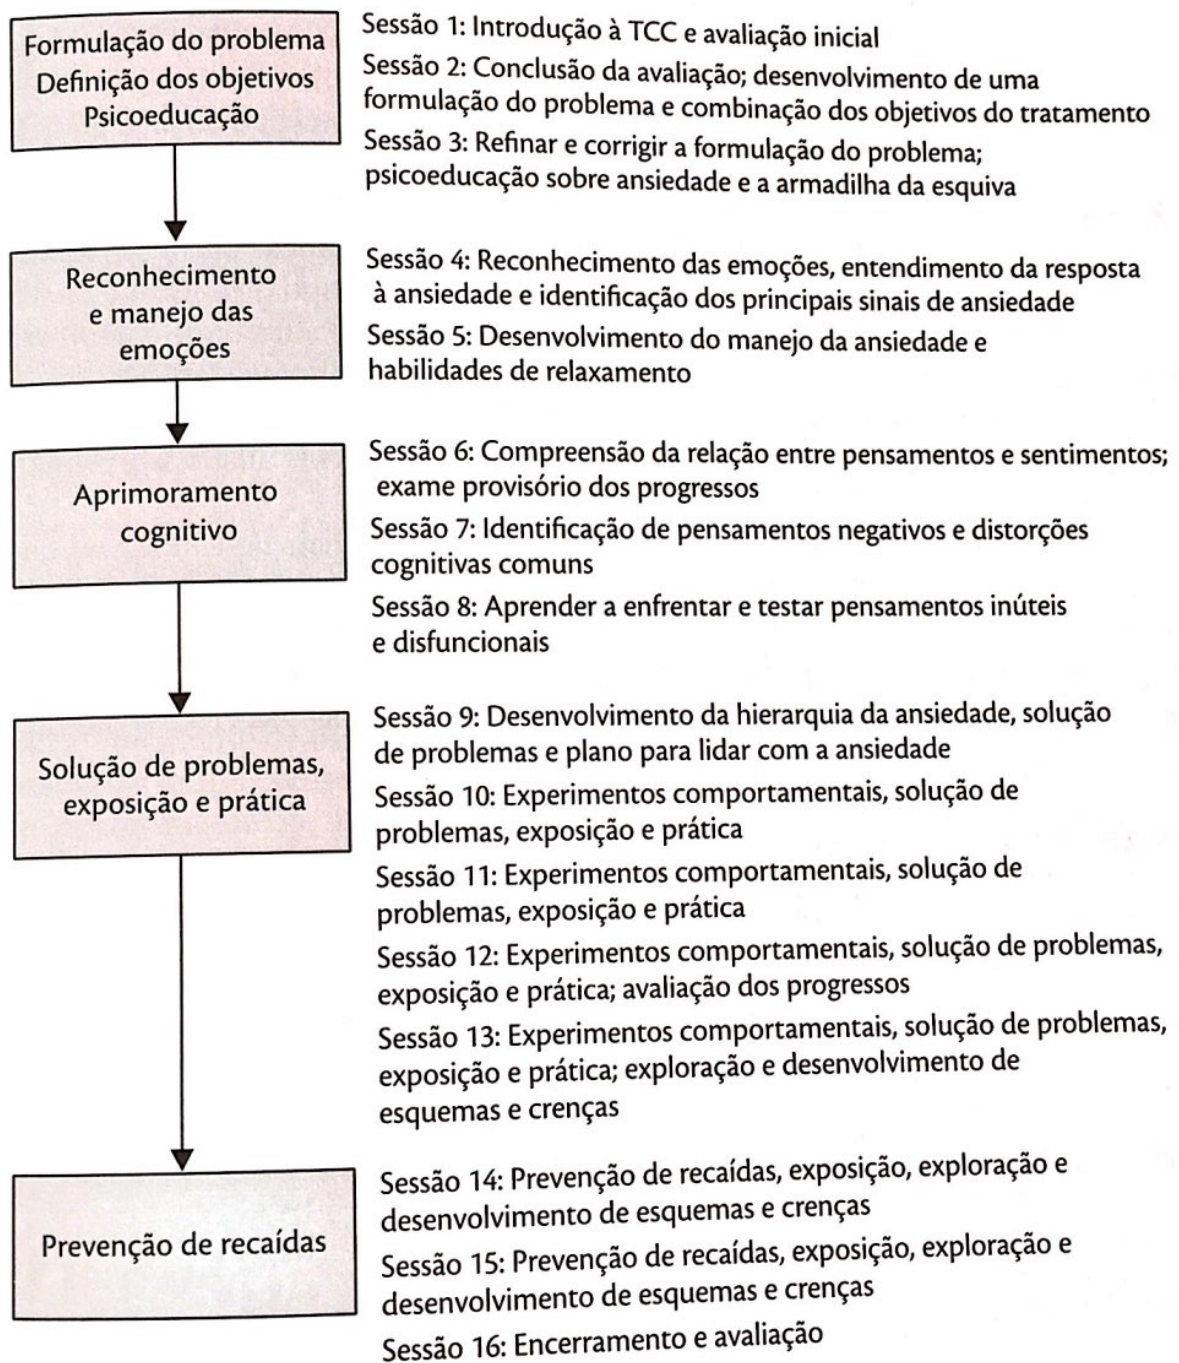 Formulação do problema
Definição dos objetivos
Psicoeducação
Sessão 1: Introdução à TCC e avaliação inicial
Sessão 2: Conclusão da avaliação; desenvolvimento de uma
formulação do problema e combinação dos objetivos do tratamento
Sessão 3: Refinar e corrigir a formulação do problema;
psicoeducação sobre ansiedade e a armadilha da esquiva
Reconhecimento
e manejo das
emoções
Sessão 4: Reconhecimento das emoções, entendimento da resposta
à ansiedade e identificação dos principais sinais de ansiedade
Sessão 5: Desenvolvimento do manejo da ansiedade e
habilidades de relaxamento
Aprimoramento
cognitivo
Sessão 6: Compreensão da relação entre pensamentos e sentimentos;
exame provisório dos progressos
Sessão 7: Identificação de pensamentos negativos e distorções
cognitivas comuns
Sessão 8: Aprender a enfrentar e testar pensamentos inúteis
e disfuncionais
Solução de problemas,
exposição e prática
Sessão 9: Desenvolvimento da hierarquia da ansiedade, solução
de problemas e plano para lidar com a ansiedade
Sessão 10: Experimentos comportamentais, solução de
problemas, exposição e prática
Sessão 11: Experimentos comportamentais, solução de
problemas, exposição e prática
Sessão 12: Experimentos comportamentais, solução de problemas,
exposição e prática; avaliação dos progressos
Sessão 13: Experimentos comportamentais, solução de problemas,
exposição e prática; exploração e desenvolvimento de
esquemas e crenças
Prevenção de recaídas
Sessão 14: Prevenção de recaídas, exposição, exploração e
desenvolvimento de esquemas e crenças
Sessão 15: Prevenção de recaídas, exposição, exploração e
desenvolvimento de esquemas e crenças
Sessão 16: Encerramento e avaliação